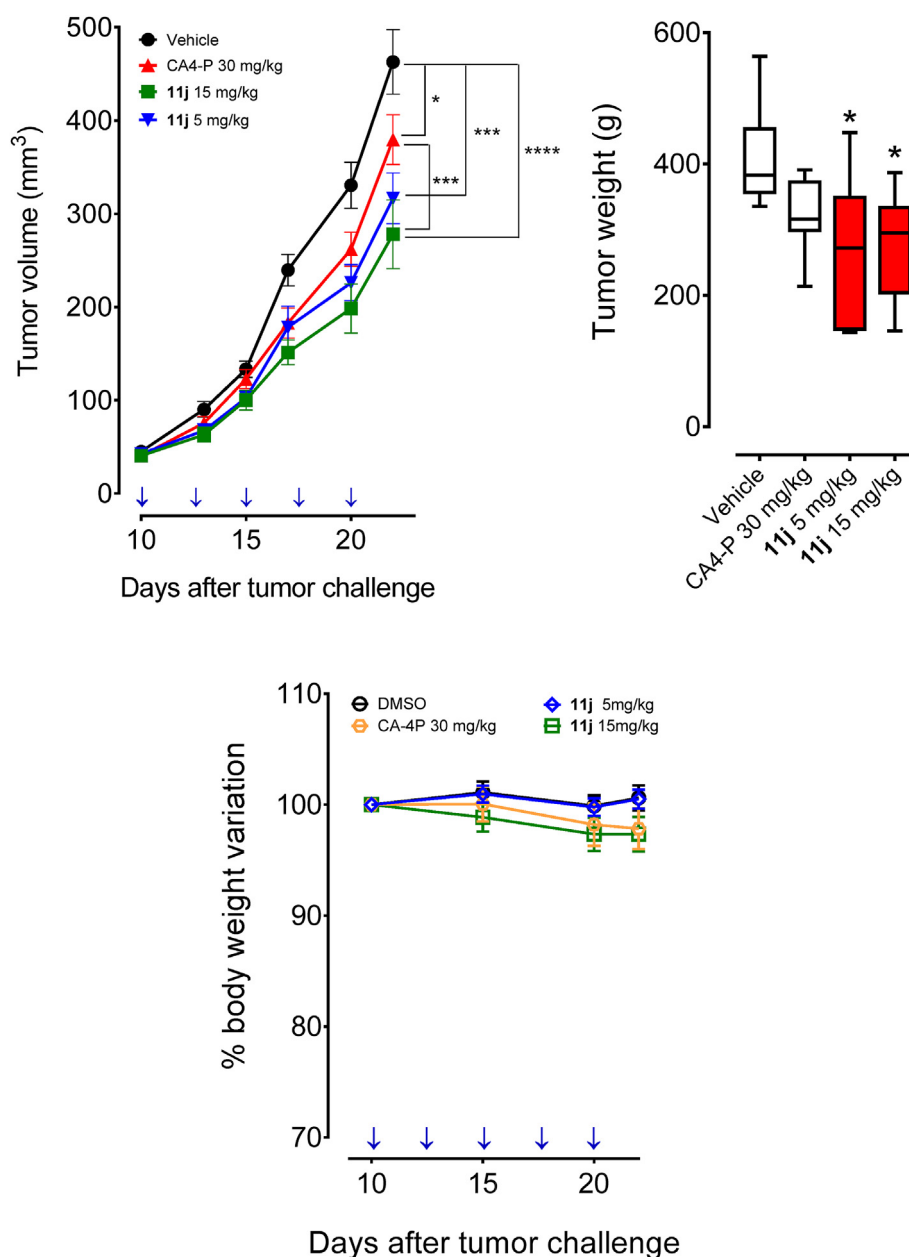 500
400
300
200
100
0
Tumor volume (mm³)
Vehicle
CA4-P 30 mg/kg
11j 15 mg/kg
11j 5 mg/kg
*
***
****
***
↓ ↓ ↓ ↓ ↓
10 15 20
Days after tumor challenge
600
400
200
0
Tumor weight (g)
* *
Vehicle
CA4-P 30 mg/kg
11j 5 mg/kg
11j 15 mg/kg
110
100
90
80
70
% body weight variation
DMSO
CA-4P 30 mg/kg
11j 5mg/kg
11j 15mg/kg
↓ ↓ ↓ ↓ ↓
10 15 20
Days after tumor challenge